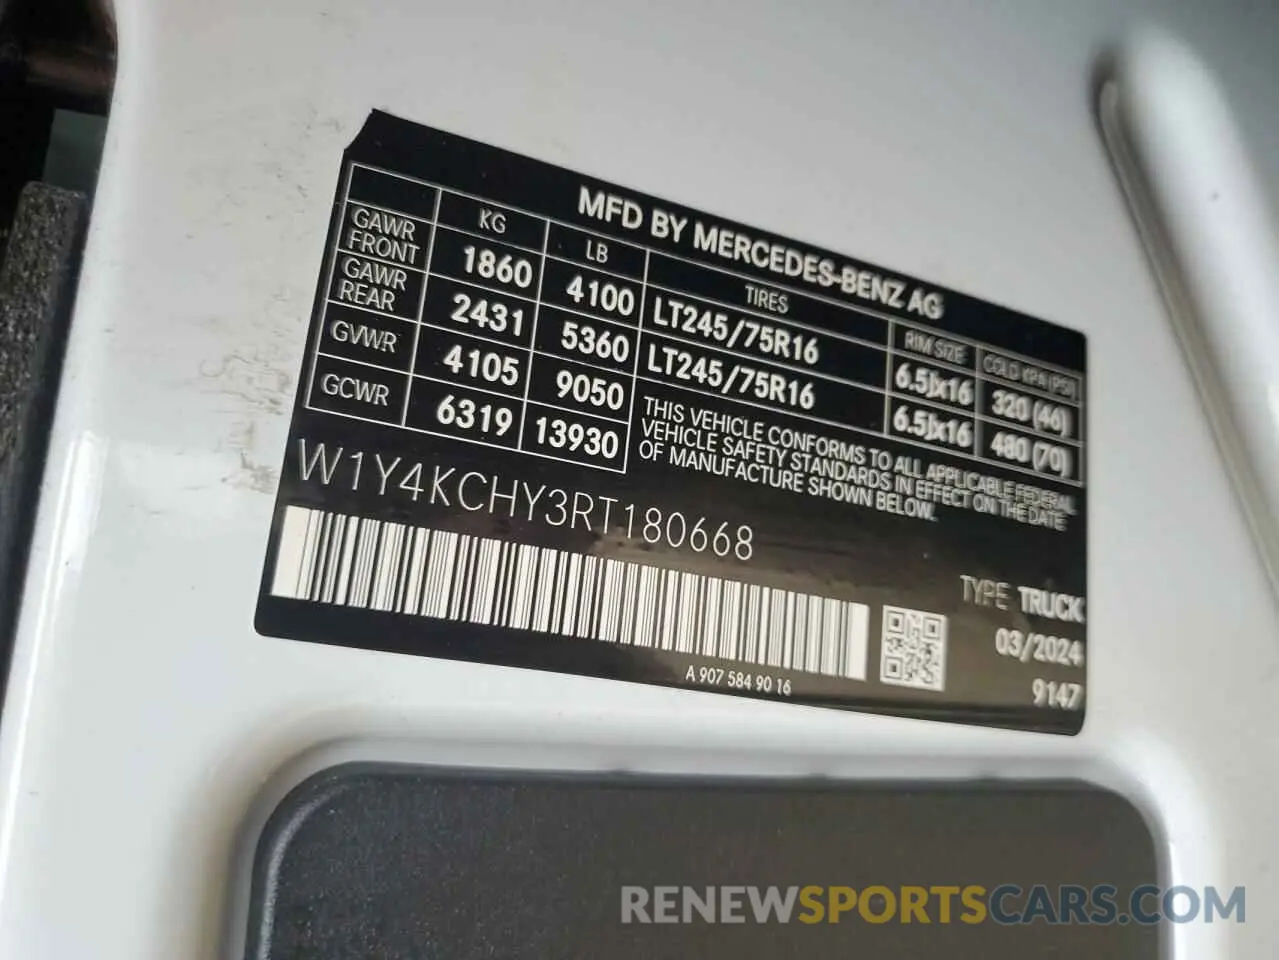 MFD BY MERCEDES-BENZ AG
KG LB TIRES RIM SIZE COLD KPA (PSI)
GAWR FRONT 1860 4100 LT245/75R16 6.5Jx16 320 (46)
GAWR REAR 2431 5360 LT245/75R16 6.5Jx16 480 (70)
GVWR 4105 9050
GCWR 6319 13930
THIS VEHICLE CONFORMS TO ALL APPLICABLE FEDERAL
VEHICLE SAFETY STANDARDS IN EFFECT ON THE DATE
OF MANUFACTURE SHOWN BELOW.
W1Y4KCHY3RT180668
TYPE TRUCK
03/2024
9147
A 907 584 90 16
RENEWSPORTSCARS.COM